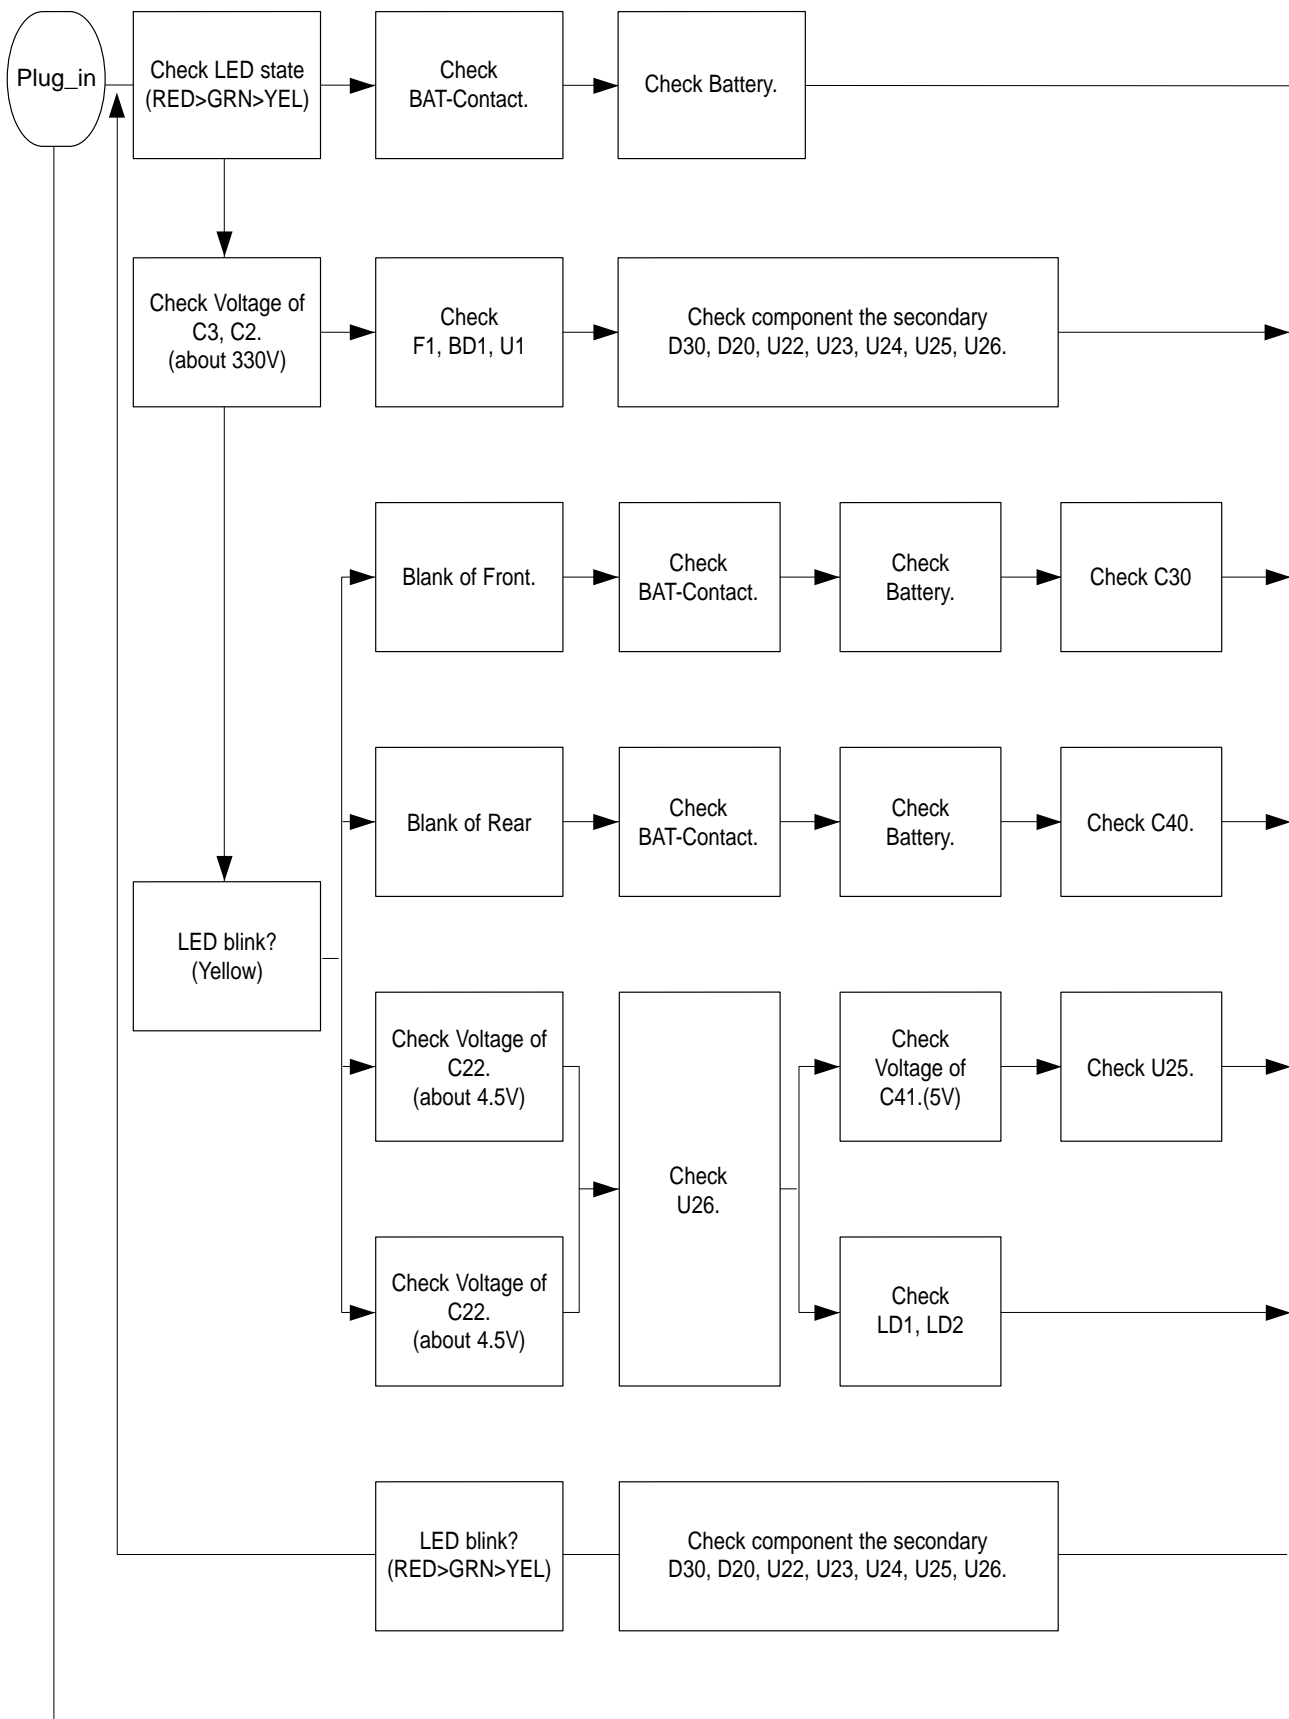 Plug_in
Check LED state
(RED>GRN>YEL)
Check
BAT-Contact.
Check Battery.
Check Voltage of
C3, C2.
(about 330V)
Check
F1, BD1, U1
Check component the secondary
D30, D20, U22, U23, U24, U25, U26.
Blank of Front.
Check
BAT-Contact.
Check
Battery.
Check C30
Blank of Rear
Check
BAT-Contact.
Check
Battery.
Check C40.
LED blink?
(Yellow)
Check Voltage of
C22.
(about 4.5V)
Check
U26.
Check
Voltage of
C41.(5V)
Check U25.
Check Voltage of
C22.
(about 4.5V)
Check
LD1, LD2
LED blink?
(RED>GRN>YEL)
Check component the secondary
D30, D20, U22, U23, U24, U25, U26.